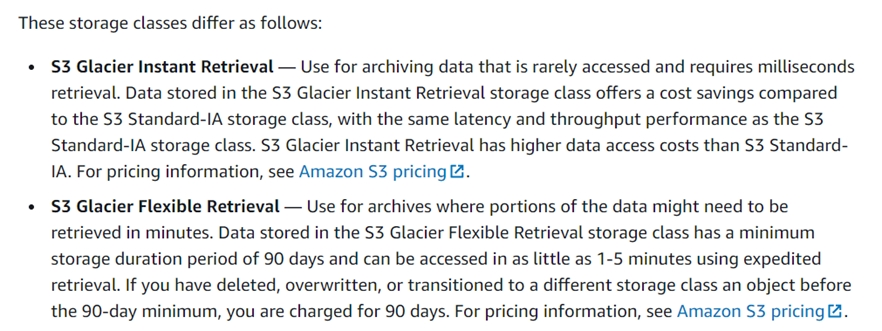 These storage classes differ as follows:
• S3 Glacier Instant Retrieval — Use for archiving data that is rarely accessed and requires milliseconds
retrieval. Data stored in the S3 Glacier Instant Retrieval storage class offers a cost savings compared
to the S3 Standard-IA storage class, with the same latency and throughput performance as the S3
Standard-IA storage class. S3 Glacier Instant Retrieval has higher data access costs than S3 Standard-
IA. For pricing information, see Amazon S3 pricing.
• S3 Glacier Flexible Retrieval — Use for archives where portions of the data might need to be
retrieved in minutes. Data stored in the S3 Glacier Flexible Retrieval storage class has a minimum
storage duration period of 90 days and can be accessed in as little as 1-5 minutes using expedited
retrieval. If you have deleted, overwritten, or transitioned to a different storage class an object before
the 90-day minimum, you are charged for 90 days. For pricing information, see Amazon S3 pricing.